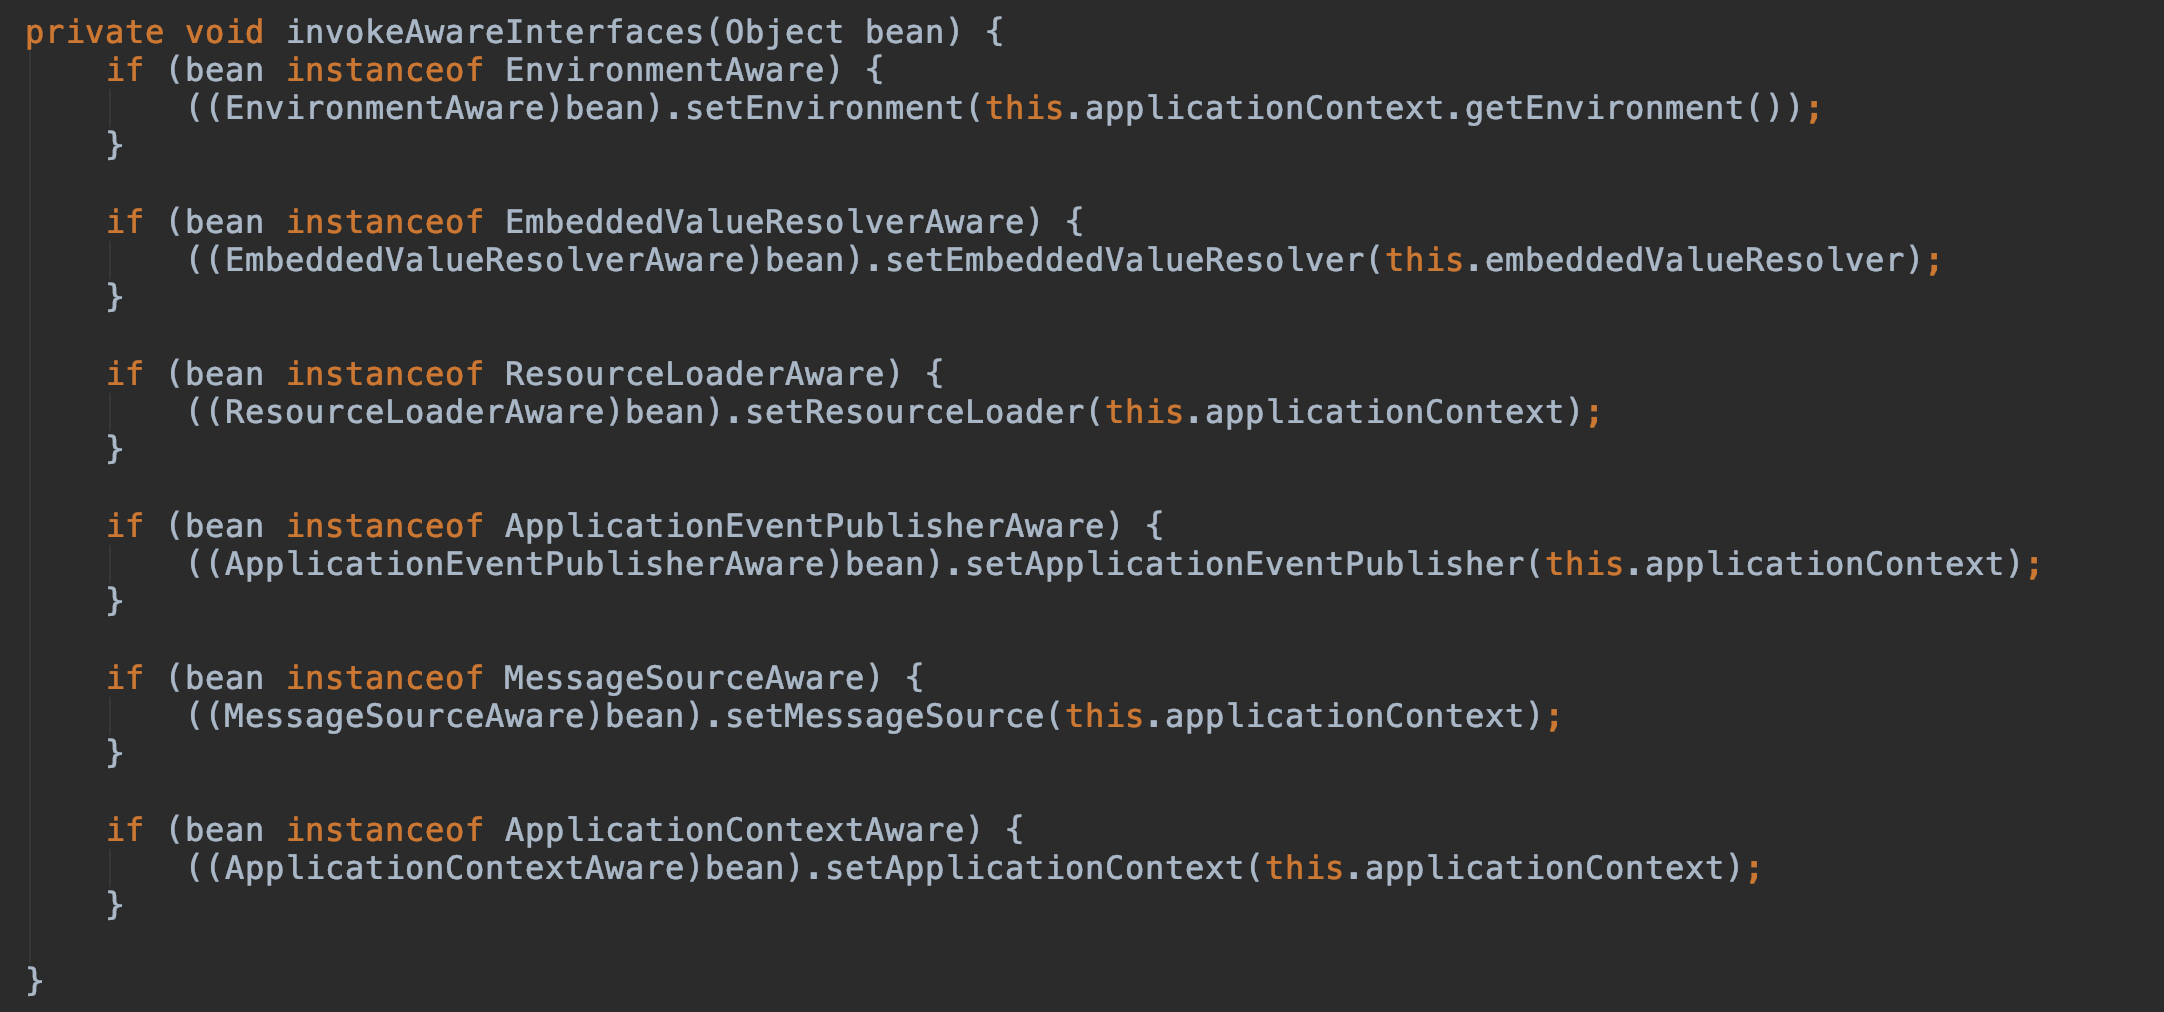 private void invokeAwareInterfaces(Object bean) {
    if (bean instanceof EnvironmentAware) {
        ((EnvironmentAware)bean).setEnvironment(this.applicationContext.getEnvironment());
    }

    if (bean instanceof EmbeddedValueResolverAware) {
        ((EmbeddedValueResolverAware)bean).setEmbeddedValueResolver(this.embeddedValueResolver);
    }

    if (bean instanceof ResourceLoaderAware) {
        ((ResourceLoaderAware)bean).setResourceLoader(this.applicationContext);
    }

    if (bean instanceof ApplicationEventPublisherAware) {
        ((ApplicationEventPublisherAware)bean).setApplicationEventPublisher(this.applicationContext);
    }

    if (bean instanceof MessageSourceAware) {
        ((MessageSourceAware)bean).setMessageSource(this.applicationContext);
    }

    if (bean instanceof ApplicationContextAware) {
        ((ApplicationContextAware)bean).setApplicationContext(this.applicationContext);
    }

}